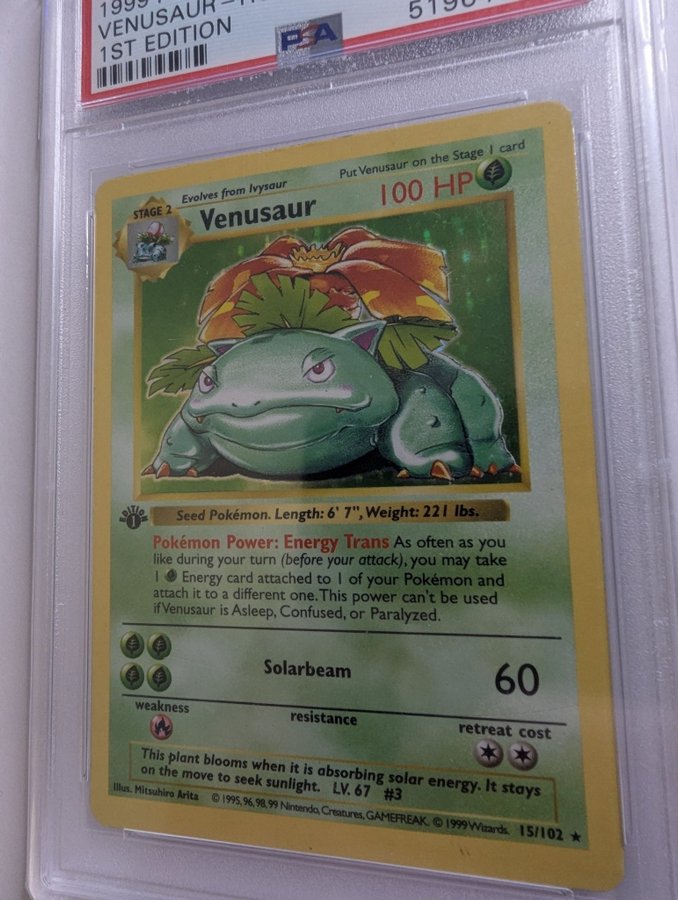 1999
VENUSAUR-
1ST EDITION
PSA
Put Venusaur on the Stage 1 card
Evolves from Ivysaur
STAGE 2
Venusaur
100 HP
EDITION
1
Seed Pokémon. Length: 6' 7", Weight: 221 lbs.
Pokémon Power: Energy Trans As often as you
like during your turn (before your attack), you may take
1 Energy card attached to 1 of your Pokémon and
attach it to a different one. This power can't be used
if Venusaur is Asleep, Confused, or Paralyzed.
Solarbeam 60
weakness
resistance
retreat cost
This plant blooms when it is absorbing solar energy. It stays
on the move to seek sunlight. LV. 67 #3
Illus. Mitsuhiro Arita © 1995, 96, 98, 99 Nintendo, Creatures, GAMEFREAK. © 1999 Wizards. 15/102 ★